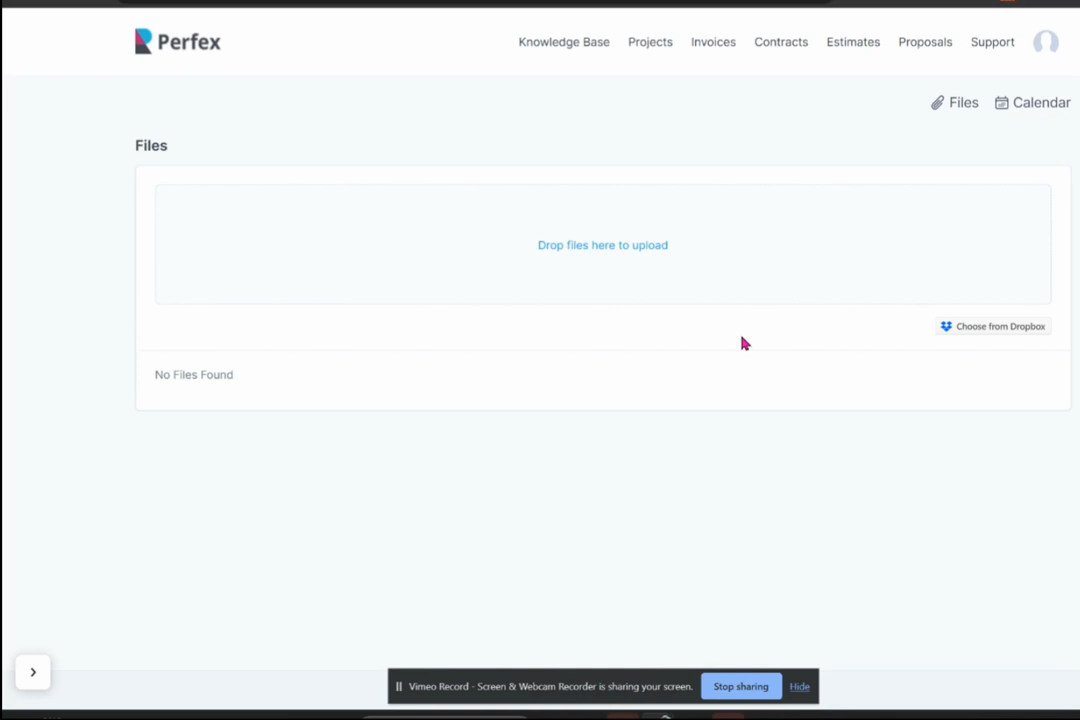 Perfex
Knowledge Base Projects Invoices Contracts Estimates Proposals Support
Files Calendar
Files
Drop files here to upload
Choose from Dropbox
No Files Found
Vimeo Record - Screen & Webcam Recorder is sharing your screen. Stop sharing Hide